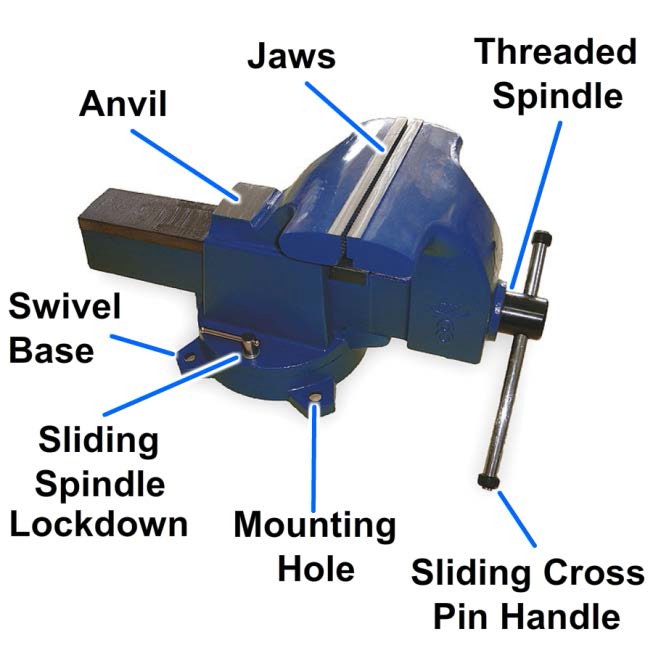 Jaws
Threaded
Spindle
Anvil
Swivel
Base
Sliding
Spindle
Lockdown
Mounting
Hole
Sliding Cross
Pin Handle